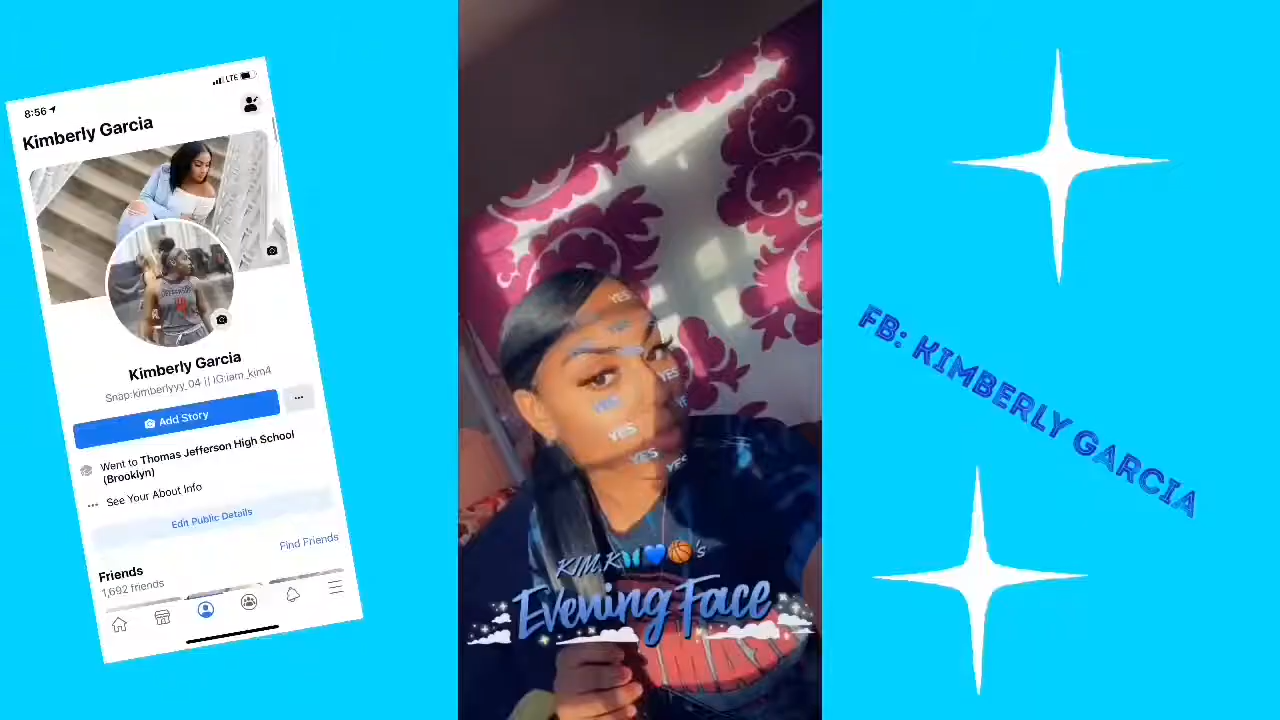 8:56
LTE
Kimberly Garcia
Kimberly Garcia
Snap:kimberlyyy_04 || IG:iam_kim4
Add Story
Went to Thomas Jefferson High School
(Brooklyn)
See Your About Info
Edit Public Details
Find Friends
Friends
1,692 friends
YES
YES
YES
YES
YES
YES
KIM.K🦋💙🏀's
Evening Face
FB: KIMBERLY GARCIA